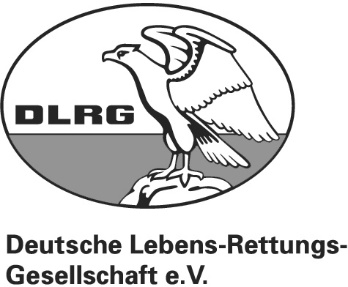 DLRG
Deutsche Lebens-Rettungs-
Gesellschaft e.V.